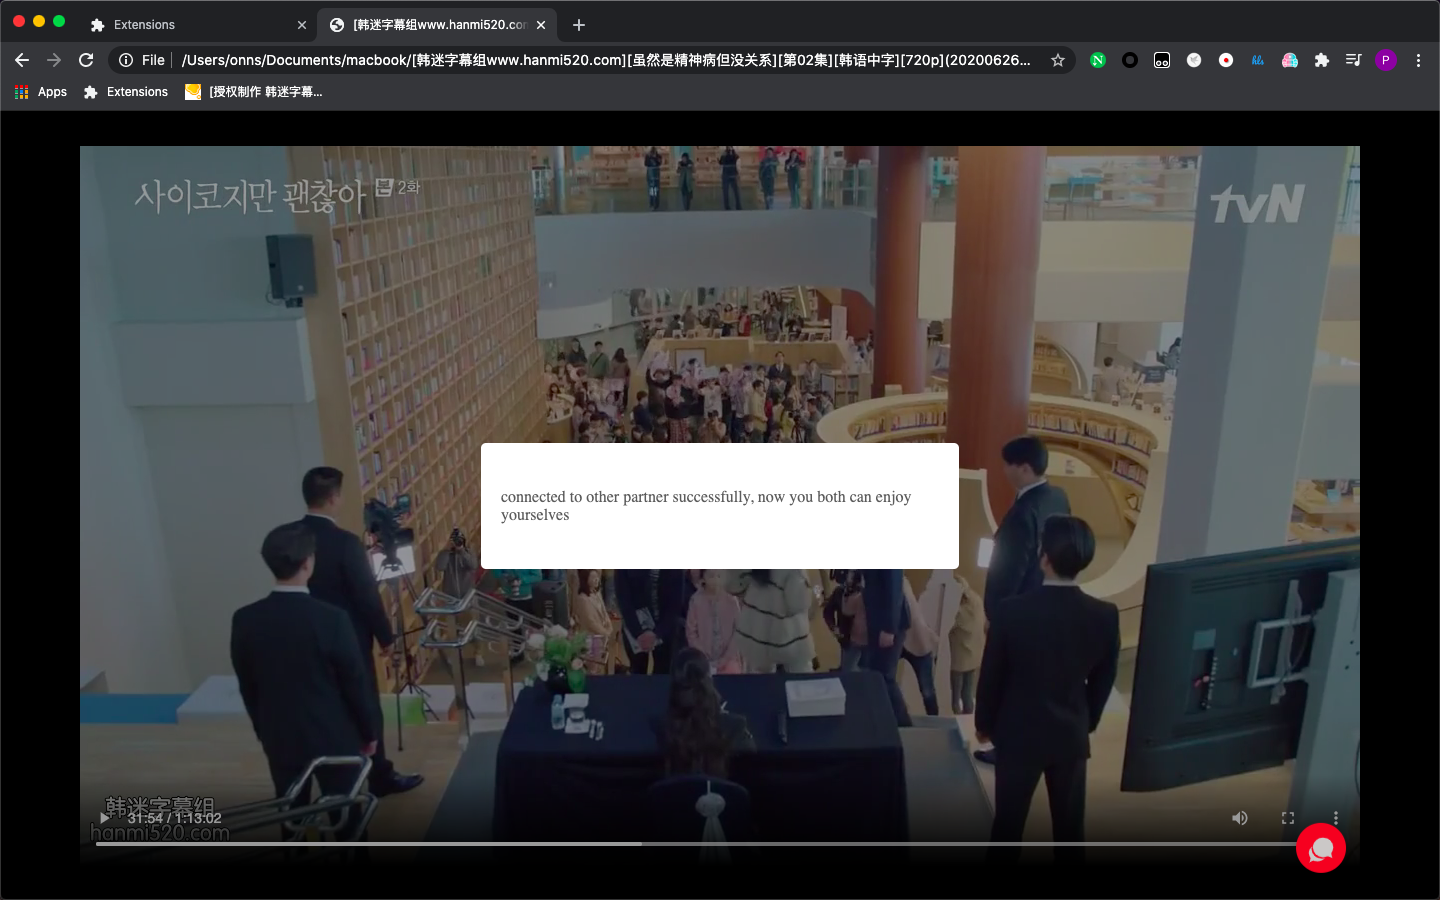 Extensions
[韩迷字幕组www.hanmi520.co
File
/Users/onns/Documents/macbook/[韩迷字幕组www.hanmi520.com][虽然是精神病但没关系][第02集][韩语中字][720p](20200626...
N
hls
P
Apps
Extensions
[授权制作 韩迷字幕...
사이코지만 괜찮아 본 2화
tvN
connected to other partner successfully, now you both can enjoy
yourselves
韩迷字幕组
31:54 / 1:13:02
hanmi520.com